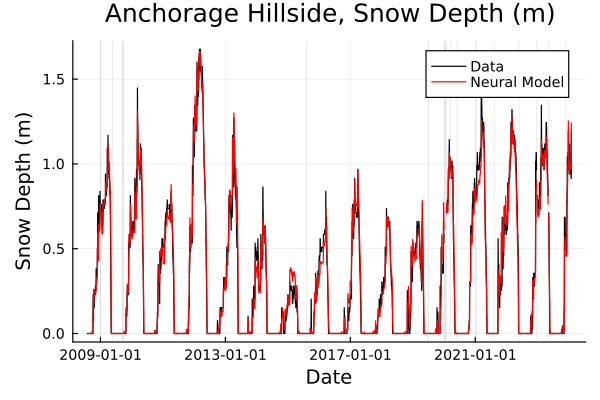 Anchorage Hillside, Snow Depth (m)
Data
Neural Model
Snow Depth (m)
1.5
1.0
0.5
0.0
2009-01-01 2013-01-01 2017-01-01 2021-01-01
Date